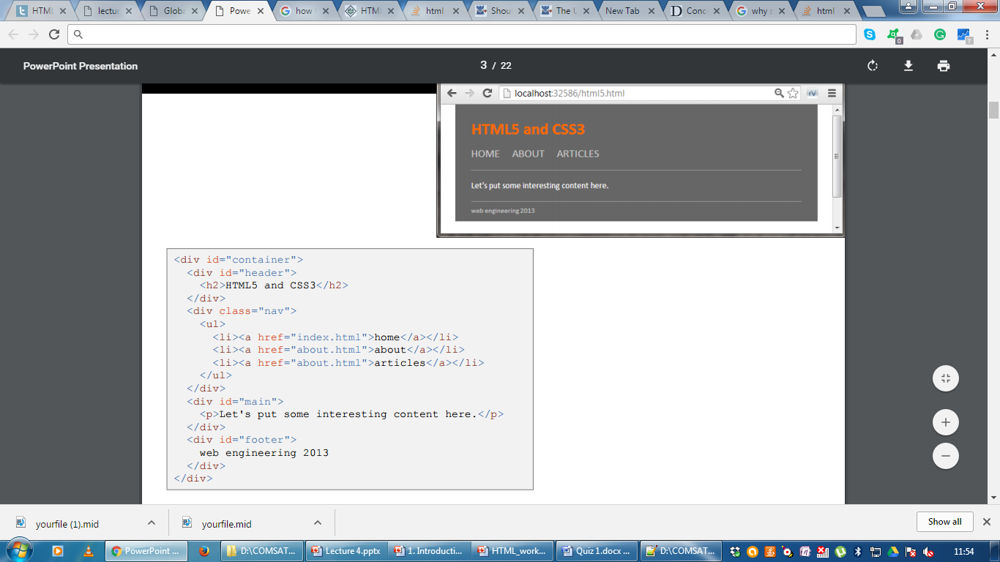 HTML
lectur
Globa
Powe
how
HTML
html
Shou
The U
New Tab
Conc
why s
html
PowerPoint Presentation
3 / 22
localhost:32586/html5.html
HTML5 and CSS3
HOME ABOUT ARTICLES
Let's put some interesting content here.
web engineering 2013
<div id="container">
<div id="header">
<h2>HTML5 and CSS3</h2>
</div>
<div class="nav">
<ul>
<li><a href="index.html">home</a></li>
<li><a href="about.html">about</a></li>
<li><a href="about.html">articles</a></li>
</ul>
</div>
<div id="main">
<p>Let's put some interesting content here.</p>
</div>
<div id="footer">
web engineering 2013
</div>
</div>
yourfile (1).mid
yourfile.mid
Show all
PowerPoint ...
D:\COMSAT...
Lecture 4.pptx
1. Introducti...
HTML_work...
Quiz 1.docx ...
D:\COMSAT...
11:54